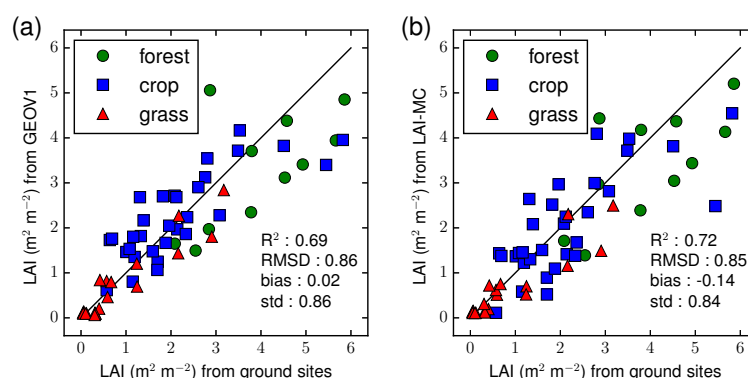 (a)
LAI (m² m⁻²) from GEOV1
6
5
4
3
2
1
0
forest
crop
grass
R² : 0.69
RMSD : 0.86
bias : 0.02
std : 0.86
0 1 2 3 4 5 6
LAI (m² m⁻²) from ground sites
(b)
LAI (m² m⁻²) from LAI-MC
6
5
4
3
2
1
0
forest
crop
grass
R² : 0.72
RMSD : 0.85
bias : -0.14
std : 0.84
0 1 2 3 4 5 6
LAI (m² m⁻²) from ground sites